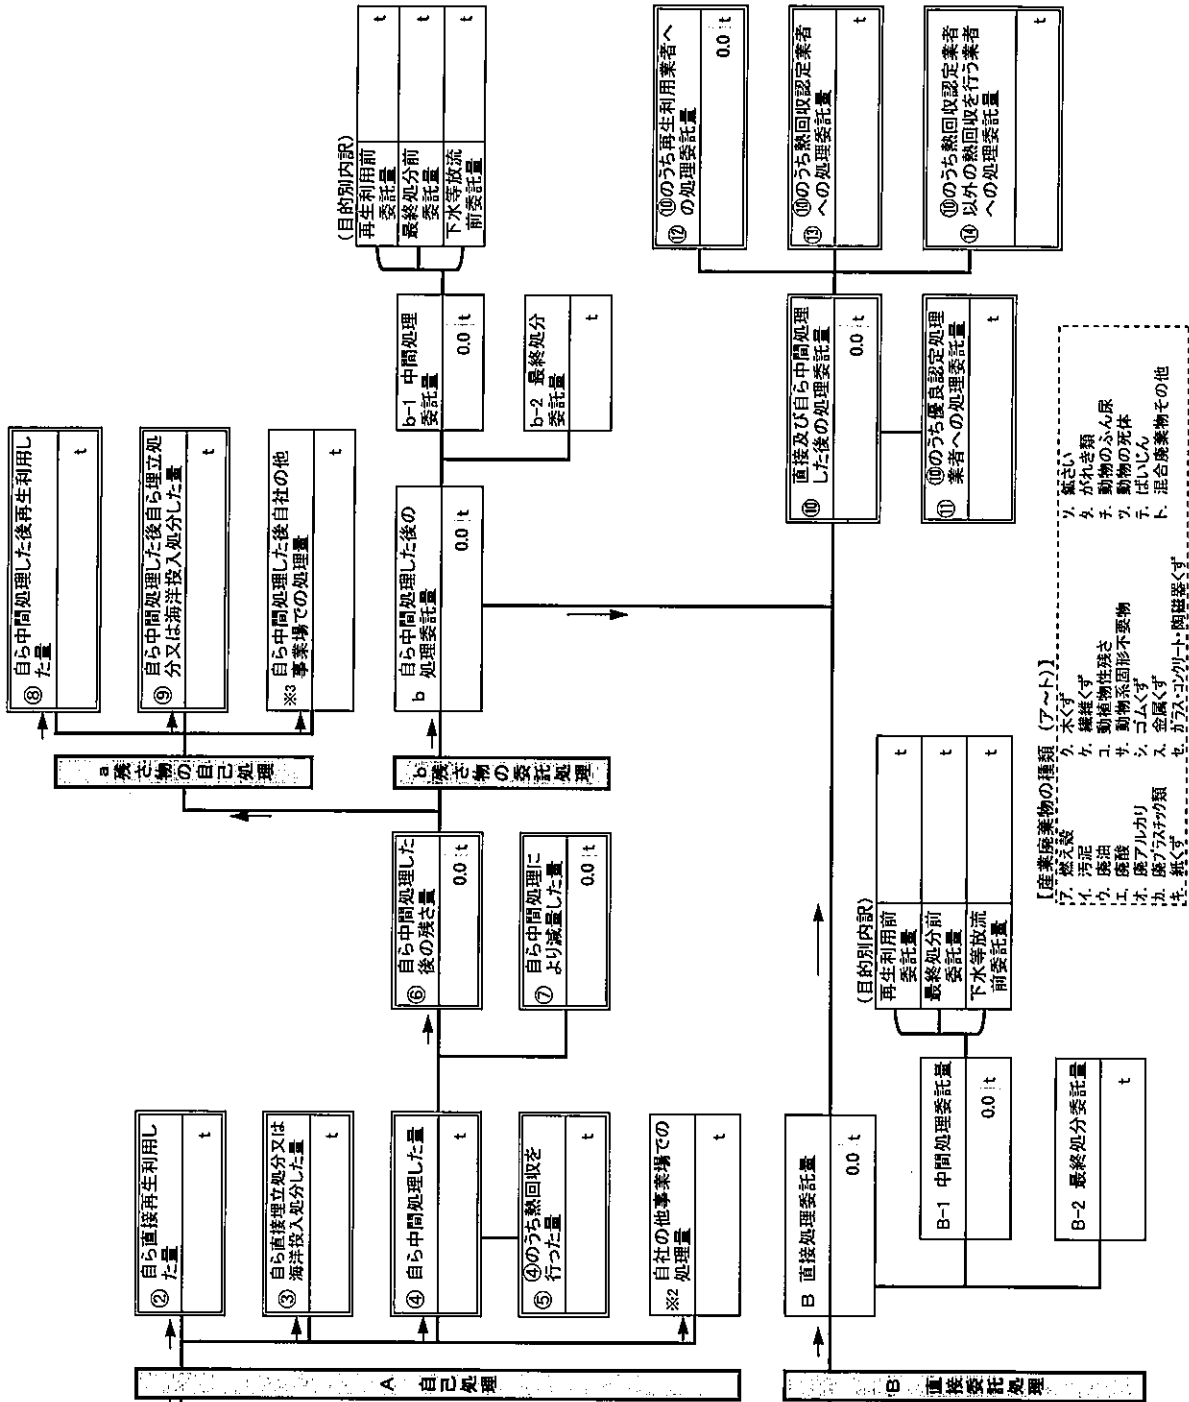 A 自己処理
② 自ら直接再生利用し
た量
t
③ 自ら直接埋立処分又は
海洋投入処分した量
t
④ 自ら中間処理した量
t
⑤ ④のうち熱回収を
行った量
t
※2 自社の他事業場での
処理量
t
⑥ 自ら中間処理した
後の残さ量
0.0 t
⑦ 自ら中間処理に
より減量した量
0.0 t
a 残さ物の自己処理
⑧ 自ら中間処理した後再生利用し
た量
t
⑨ 自ら中間処理した後自ら埋立処
分又は海洋投入処分した量
t
※3 自ら中間処理した後自社の他
事業場での処理量
t
b 残さ物の委託処理
b 自ら中間処理した後の
処理委託量
0.0 t
b-1 中間処理
委託量
0.0 t
b-2 最終処分
委託量
t
(目的別内訳)
再生利用前
委託量
t
最終処分前
委託量
t
下水等放流
前委託量
t
B 直接委託処理
B 直接処理委託量
0.0 t
B-1 中間処理委託量
0.0 t
B-2 最終処分委託量
t
(目的別内訳)
再生利用前
委託量
t
最終処分前
委託量
t
下水等放流
前委託量
t
⑩ 直接及び自ら中間処理
した後の処理委託量
0.0 t
⑪ ⑩のうち優良認定処理
業者への処理委託量
t
⑫ ⑩のうち再生利用業者へ
の処理委託量
0.0 t
⑬ ⑩のうち熱回収認定業者
への処理委託量
t
⑭ ⑩のうち熱回収認定業者
以外の熱回収を行う業者
への処理委託量
t
【産業廃棄物の種類 (ア～ト)】
ア. 燃え殻
イ. 汚泥
ウ. 廃油
エ. 廃酸
オ. 廃アルカリ
カ. 廃プラスチック類
キ. 紙くず
ク. 木くず
ケ. 繊維くず
コ. 動植物性残さ
サ. 動物系固形不要物
シ. ゴムくず
ス. 金属くず
セ. ガラス・コンクリート・陶磁器くず
ソ. 鉱さい
タ. がれき類
チ. 動物のふん尿
ツ. 動物の死体
テ. ばいじん
ト. 混合廃棄物その他